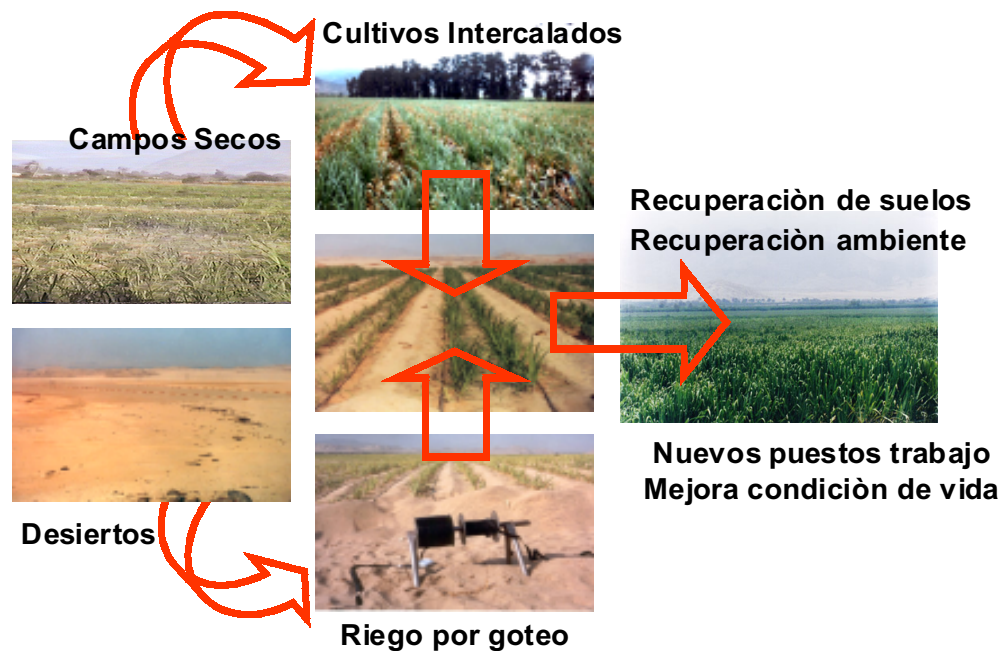 Cultivos Intercalados
Campos Secos
Recuperaciòn de suelos
Recuperaciòn ambiente
Nuevos puestos trabajo
Mejora condiciòn de vida
Desiertos
Riego por goteo